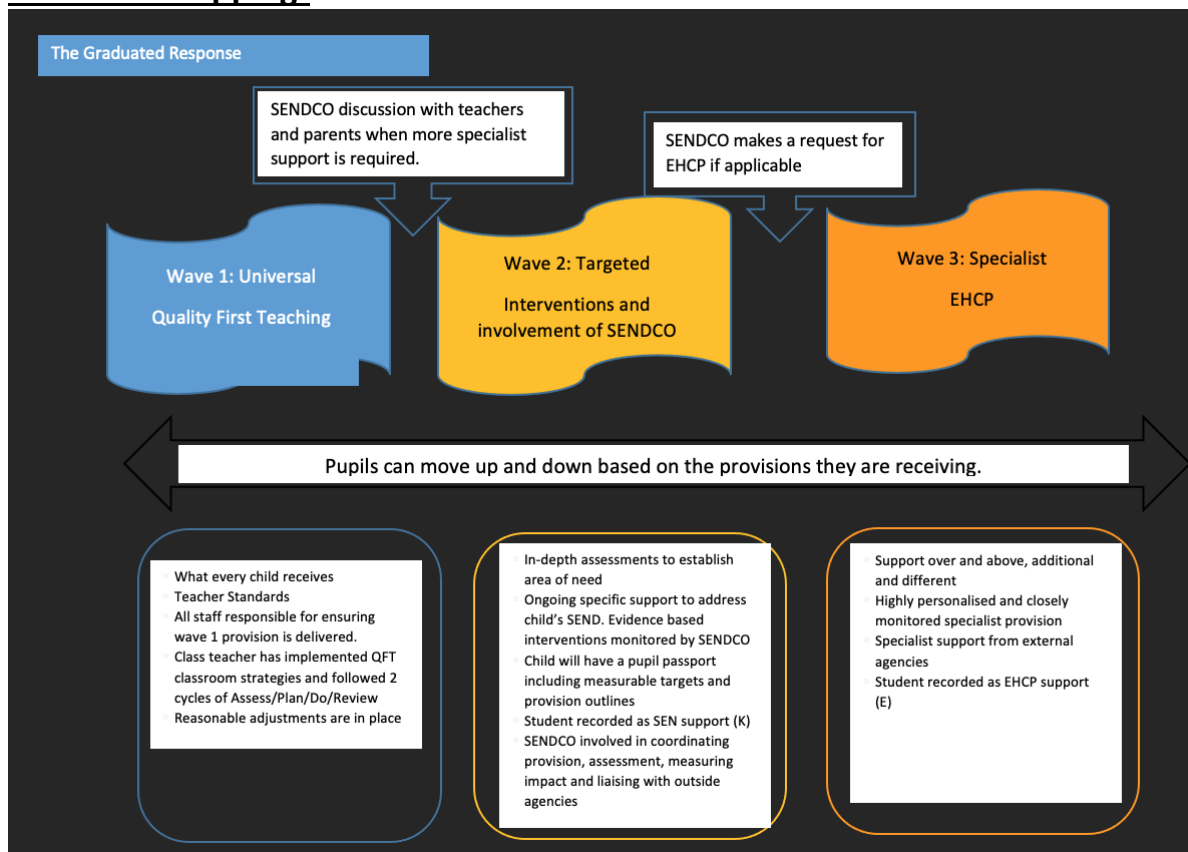 The Graduated Response
SENDCO discussion with teachers
and parents when more specialist
support is required.
SENDCO makes a request for
EHCP if applicable
Wave 1: Universal
Quality First Teaching
Wave 2: Targeted
Interventions and
involvement of SENDCO
Wave 3: Specialist
EHCP
Pupils can move up and down based on the provisions they are receiving.
What every child receives
Teacher Standards
All staff responsible for ensuring
wave 1 provision is delivered.
Class teacher has implemented QFT
classroom strategies and followed 2
cycles of Assess/Plan/Do/Review
Reasonable adjustments are in place
In-depth assessments to establish
area of need
Ongoing specific support to address
child's SEND. Evidence based
interventions monitored by SENDCO
Child will have a pupil passport
including measurable targets and
provision outlines
Student recorded as SEN support (K)
SENDCO involved in coordinating
provision, assessment, measuring
impact and liaising with outside
agencies
Support over and above, additional
and different
Highly personalised and closely
monitored specialist provision
Specialist support from external
agencies
Student recorded as EHCP support
(E)